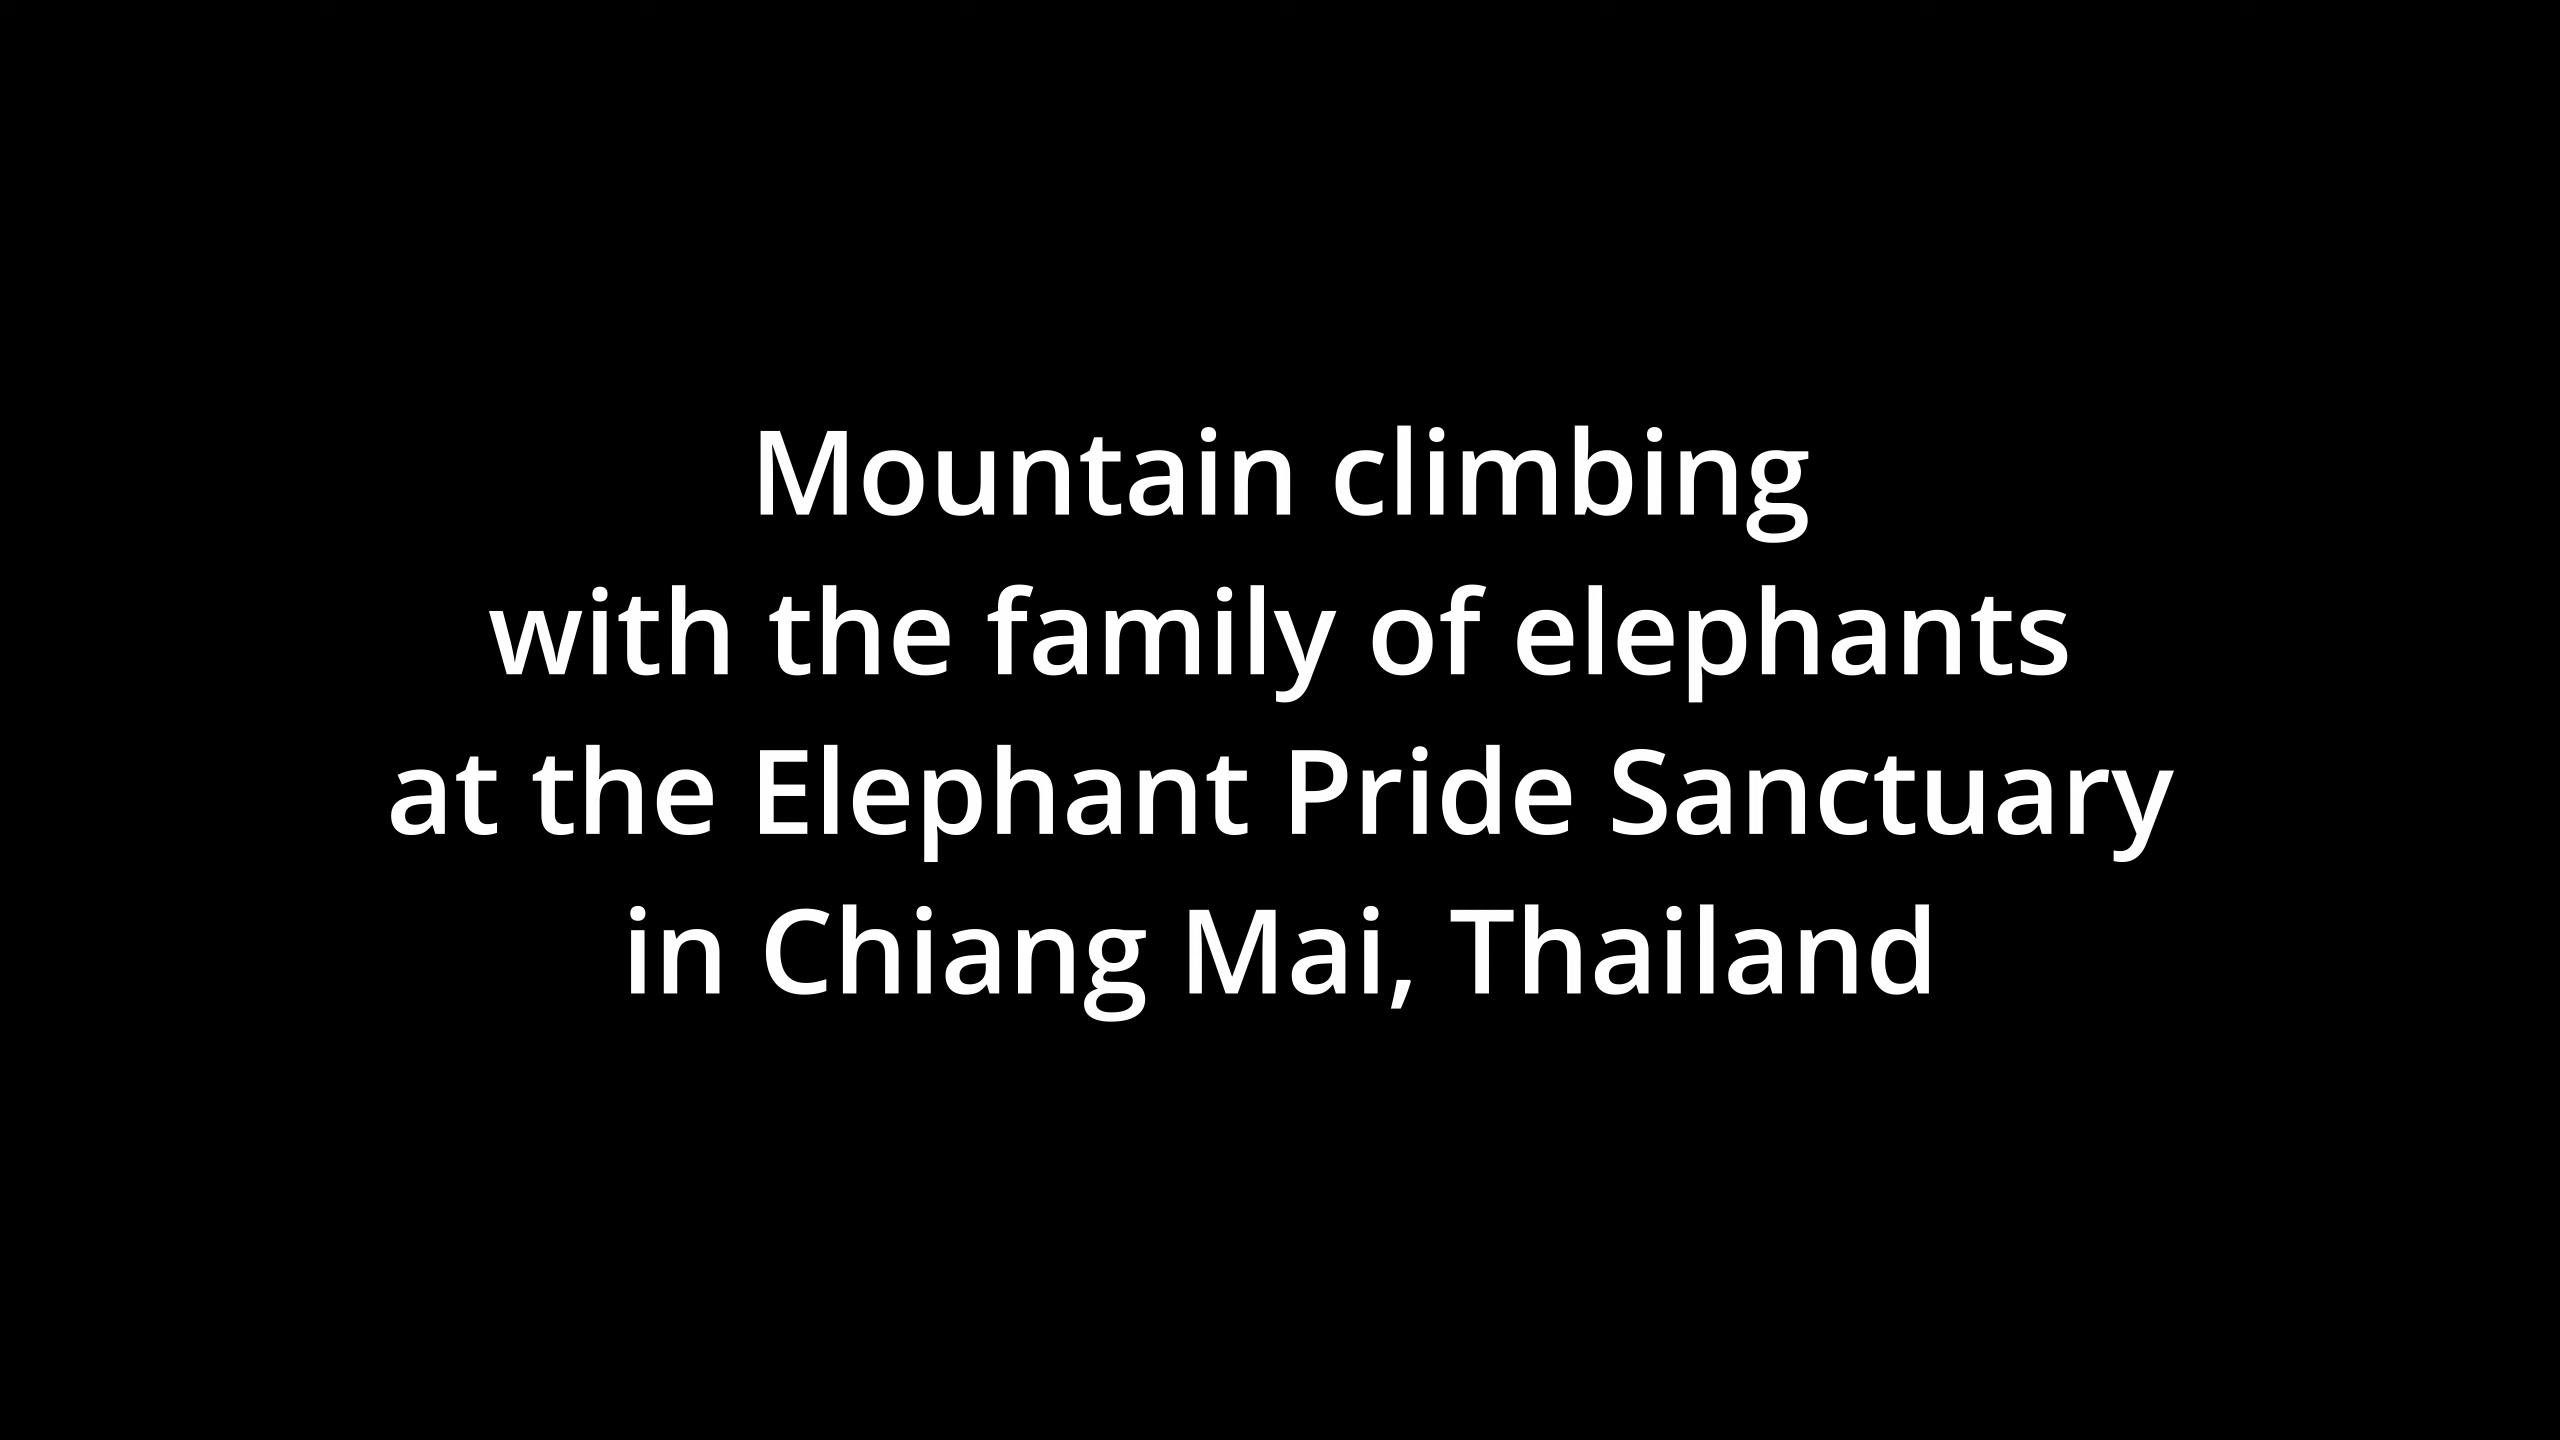 Mountain climbing
with the family of elephants
at the Elephant Pride Sanctuary
in Chiang Mai, Thailand